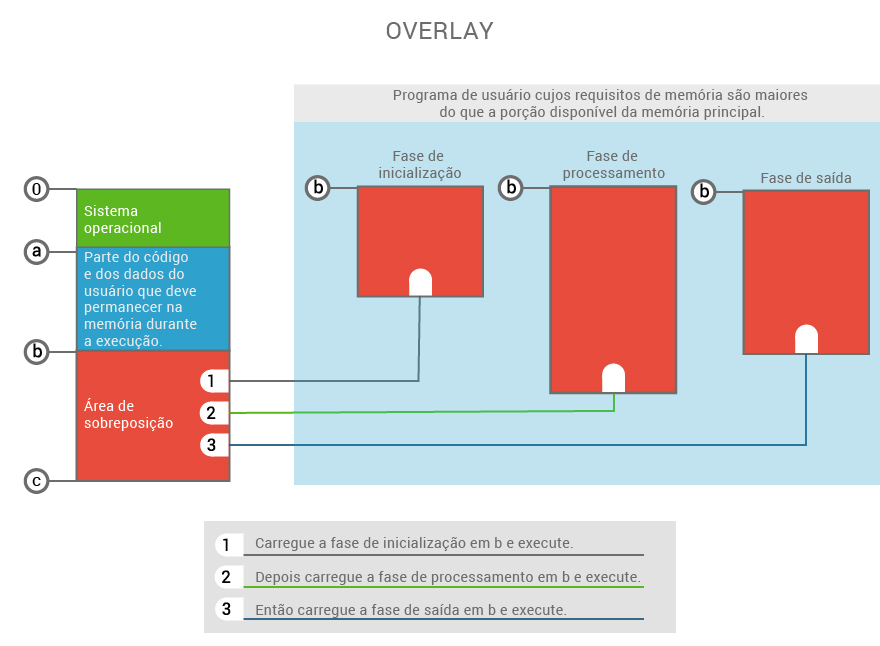 OVERLAY
Programa de usuário cujos requisitos de memória são maiores
do que a porção disponível da memória principal.
Fase de
inicialização
Fase de
processamento
Fase de saída
b
b
b
0
Sistema
operacional
a
Parte do código
e dos dados do
usuário que deve
permanecer na
memória durante
a execução.
b
Área de
sobreposição
1
2
3
c
1 Carregue a fase de inicialização em b e execute.
2 Depois carregue a fase de processamento em b e execute.
3 Então carregue a fase de saída em b e execute.